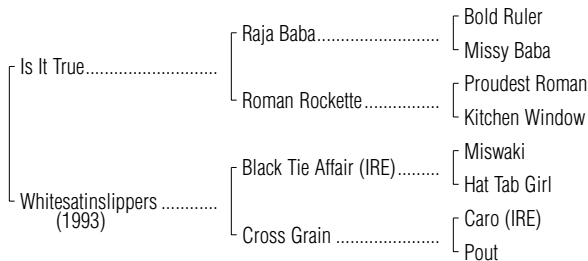 Bold Ruler
Raja Baba
Missy Baba
Is It True
Proudest Roman
Roman Rockette
Kitchen Window
Miswaki
Black Tie Affair (IRE)
Hat Tab Girl
Whitesatinslippers
(1993)
Caro (IRE)
Cross Grain
Pout